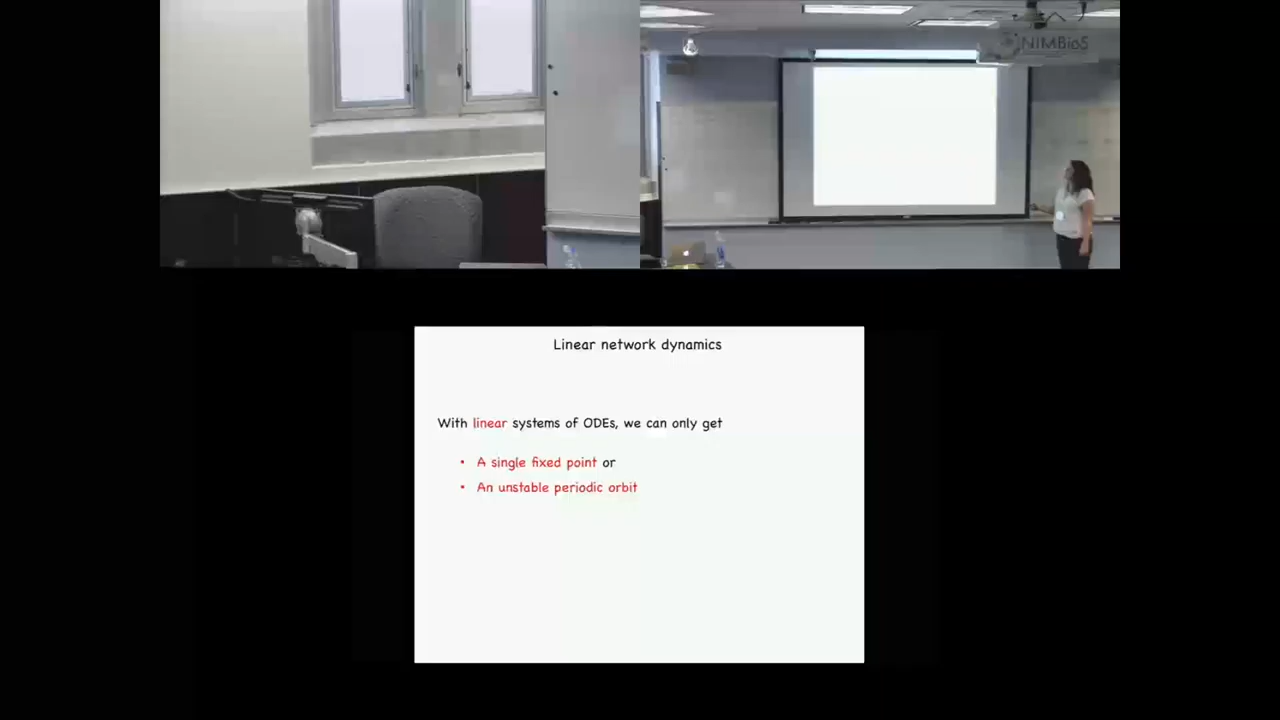 NIMBioS
Linear network dynamics
With linear systems of ODEs, we can only get
• A single fixed point or
• An unstable periodic orbit